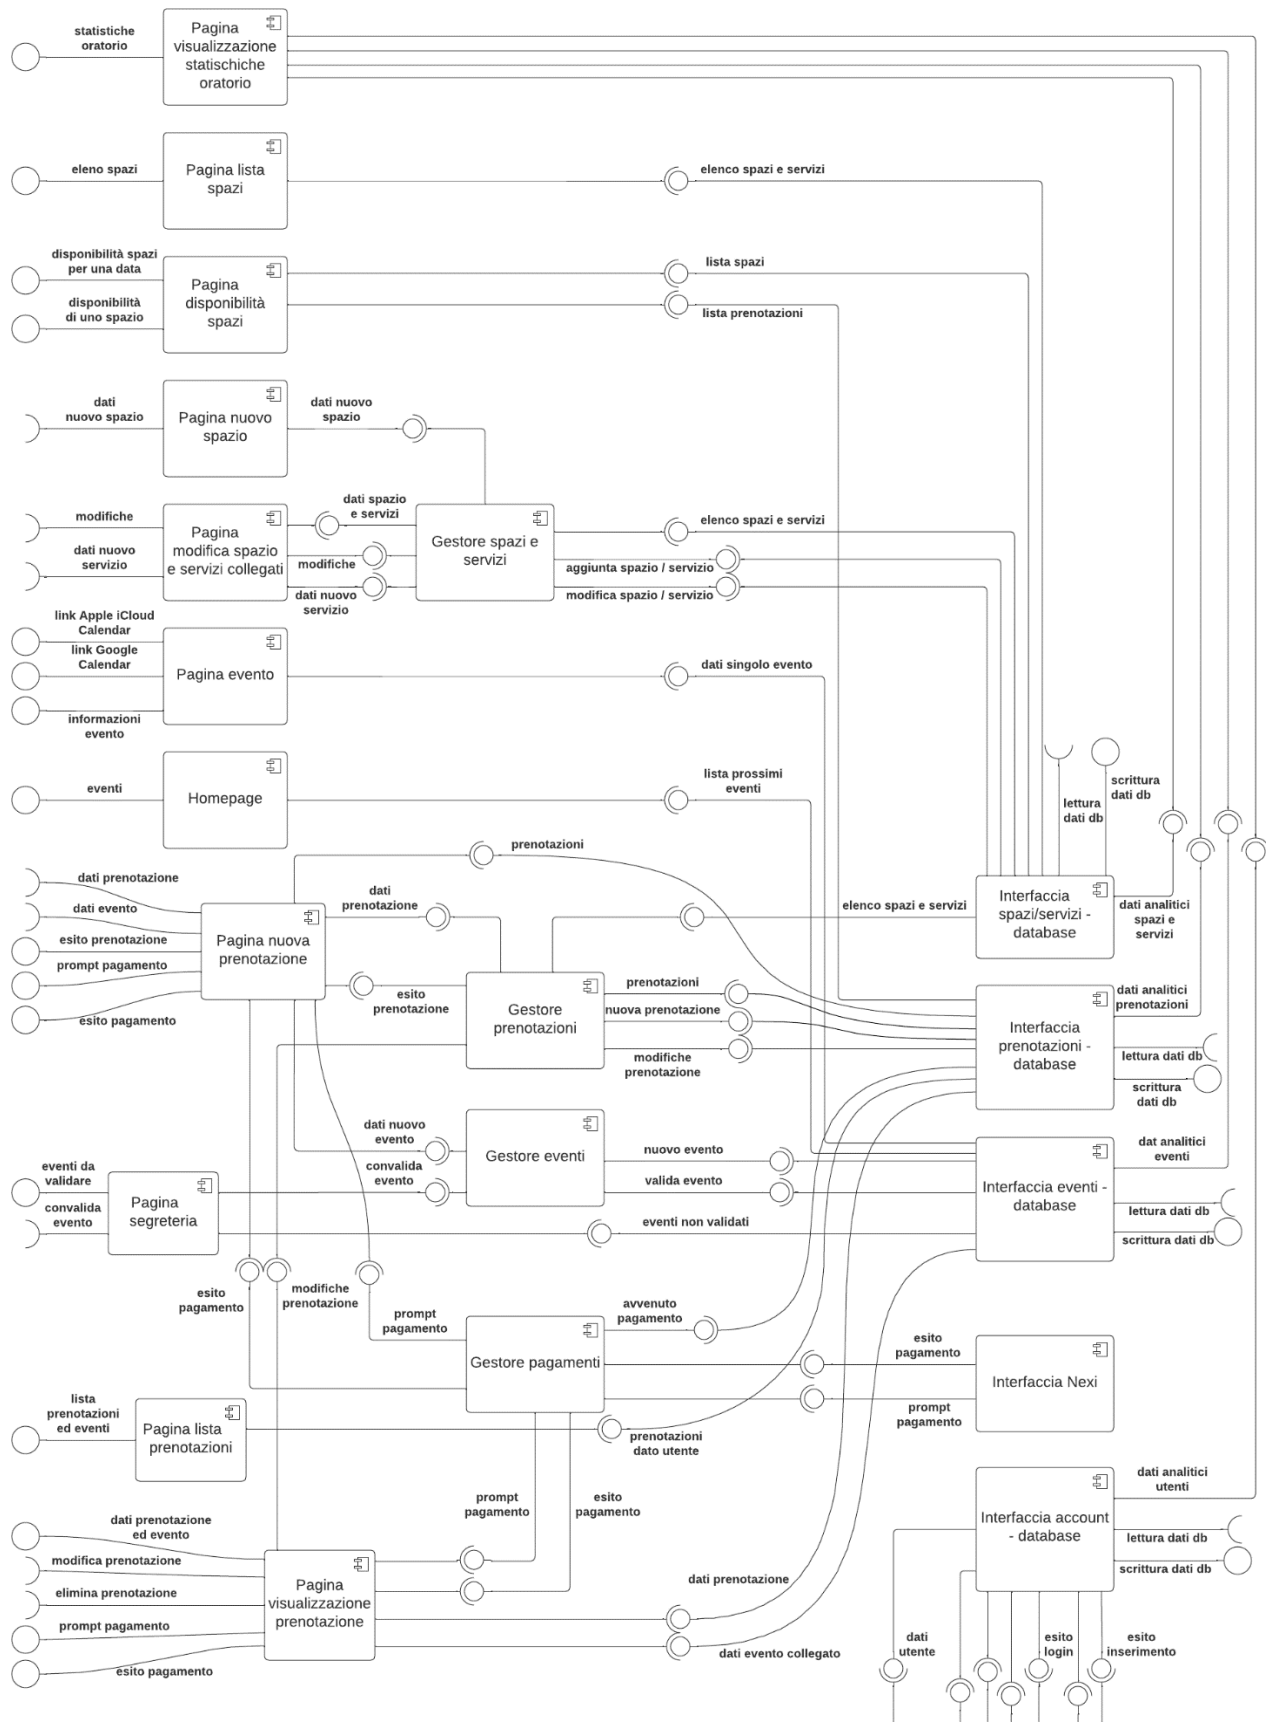 statistiche
oratorio
Pagina
visualizzazione
statischiche
oratorio
eleno spazi
Pagina lista
spazi
elenco spazi e servizi
disponibilità spazi
per una data
disponibilità
di uno spazio
Pagina
disponibilità
spazi
lista spazi
lista prenotazioni
dati
nuovo spazio
Pagina nuovo
spazio
dati nuovo
spazio
modifiche
dati nuovo
servizio
Pagina
modifica spazio
e servizi collegati
dati spazio
e servizi
modifiche
dati nuovo
servizio
Gestore spazi e
servizi
elenco spazi e servizi
aggiunta spazio / servizio
modifica spazio / servizio
link Apple iCloud
Calendar
link Google
Calendar
informazioni
evento
Pagina evento
dati singolo evento
eventi
Homepage
lista prossimi
eventi
lettura
dati db
scrittura
dati db
prenotazioni
dati prenotazione
dati evento
esito prenotazione
prompt pagamento
esito pagamento
Pagina nuova
prenotazione
dati
prenotazione
esito
prenotazione
elenco spazi e servizi
Interfaccia
spazi/servizi -
database
dati analitici
spazi e
servizi
Gestore
prenotazioni
prenotazioni
nuova prenotazione
modifiche
prenotazione
Interfaccia
prenotazioni -
database
dati analitici
prenotazioni
lettura dati db
scrittura
dati db
dati nuovo
evento
convalida
evento
Gestore eventi
nuovo evento
valida evento
eventi non validati
Interfaccia eventi -
database
dat analitici
eventi
lettura dati db
scrittura dati db
eventi da
validare
convalida
evento
Pagina
segreteria
esito
pagamento
modifiche
prenotazione
prompt
pagamento
Gestore pagamenti
avvenuto
pagamento
esito
pagamento
prompt
pagamento
Interfaccia Nexi
lista
prenotazioni
ed eventi
Pagina lista
prenotazioni
prenotazioni
dato utente
prompt
pagamento
esito
pagamento
dati prenotazione
ed evento
modifica prenotazione
elimina prenotazione
prompt pagamento
esito pagamento
Pagina
visualizzazione
prenotazione
dati prenotazione
dati evento collegato
Interfaccia account
- database
dati analitici
utenti
lettura dati db
scrittura dati db
dati
utente
esito
login
esito
inserimento